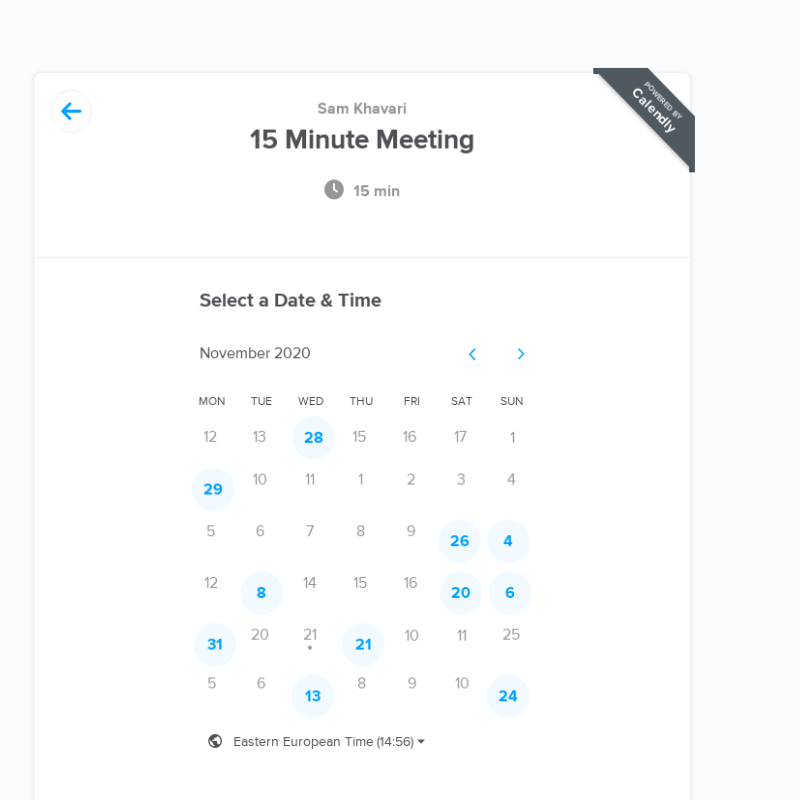 POWERED BY
Calendly
Sam Khavari
15 Minute Meeting
15 min
Select a Date & Time
November 2020
MON TUE WED THU FRI SAT SUN
12 13 28 15 16 17 1
29 10 11 1 2 3 4
5 6 7 8 9 26 4
12 8 14 15 16 20 6
31 20 21 21 10 11 25
5 6 13 8 9 10 24
Eastern European Time (14:56)